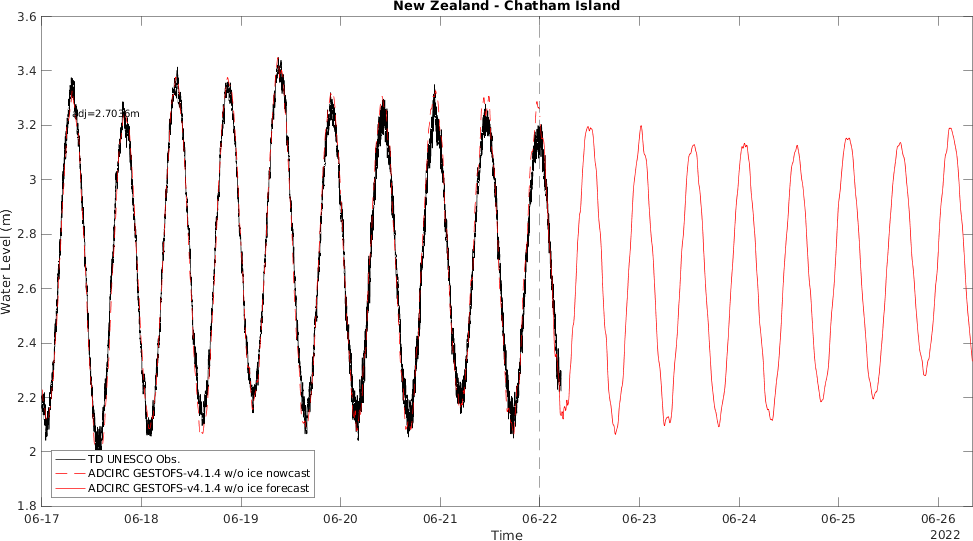 New Zealand - Chatham Island
3.6
3.4
3.2
3
2.8
2.6
2.4
2.2
2
1.8
Water Level (m)
adj=2.7036m
TD UNESCO Obs.
ADCIRC GESTOFS-v4.1.4 w/o ice nowcast
ADCIRC GESTOFS-v4.1.4 w/o ice forecast
06-17 06-18 06-19 06-20 06-21 06-22 06-23 06-24 06-25 06-26
2022
Time